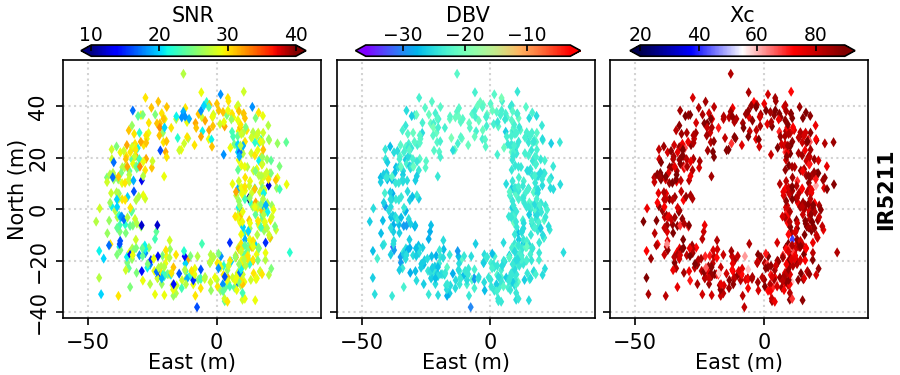 SNR
10 20 30 40
DBV
−30 −20 −10
Xc
20 40 60 80
North (m)
40
20
0
−20
−40
−50 0
East (m)
−50 0
East (m)
−50 0
East (m)
IR5211